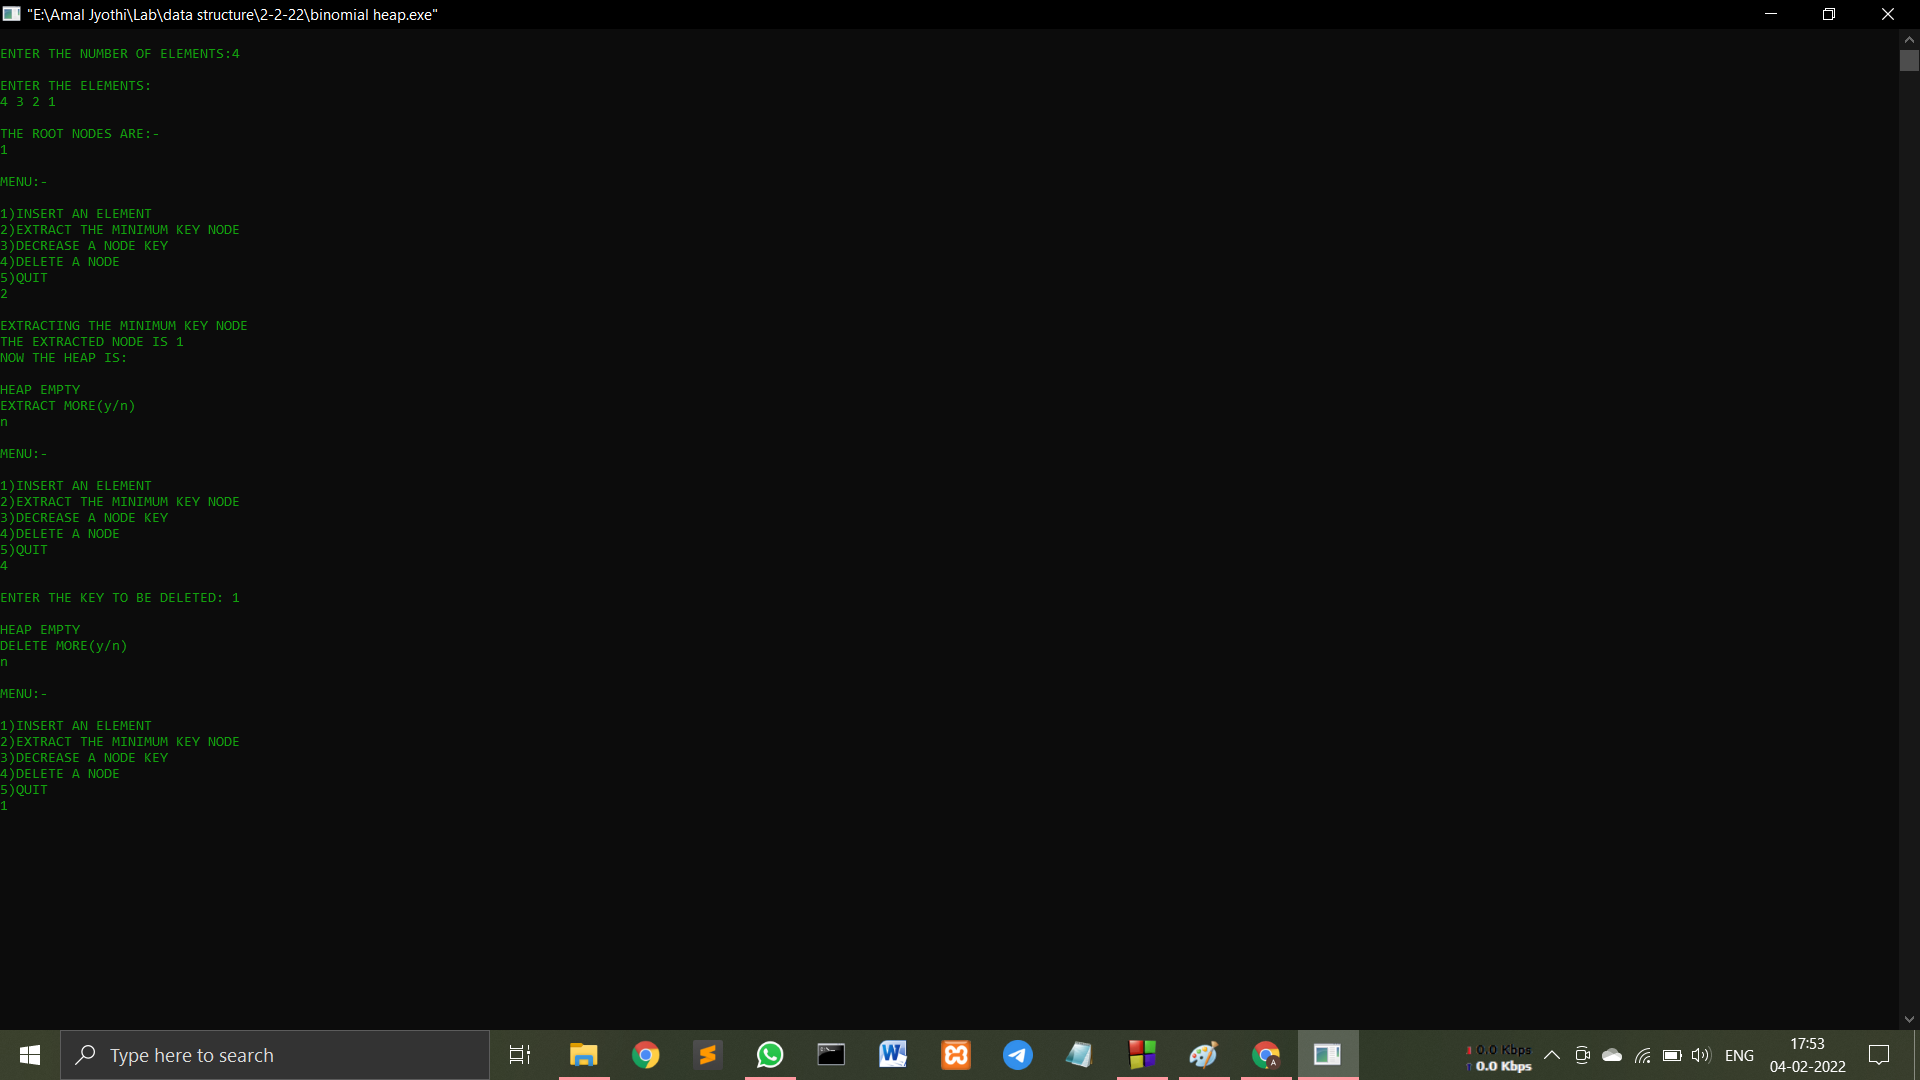 "E:\Amal Jyothi\Lab\data structure\2-2-22\binomial heap.exe"
ENTER THE NUMBER OF ELEMENTS:4
ENTER THE ELEMENTS:
4 3 2 1
THE ROOT NODES ARE:-
1
MENU:-
1)INSERT AN ELEMENT
2)EXTRACT THE MINIMUM KEY NODE
3)DECREASE A NODE KEY
4)DELETE A NODE
5)QUIT
2
EXTRACTING THE MINIMUM KEY NODE
THE EXTRACTED NODE IS 1
NOW THE HEAP IS:
HEAP EMPTY
EXTRACT MORE(y/n)
n
MENU:-
1)INSERT AN ELEMENT
2)EXTRACT THE MINIMUM KEY NODE
3)DECREASE A NODE KEY
4)DELETE A NODE
5)QUIT
4
ENTER THE KEY TO BE DELETED: 1
HEAP EMPTY
DELETE MORE(y/n)
n
MENU:-
1)INSERT AN ELEMENT
2)EXTRACT THE MINIMUM KEY NODE
3)DECREASE A NODE KEY
4)DELETE A NODE
5)QUIT
1
Type here to search
0.0 Kbps
0.0 Kbps
ENG
17:53
04-02-2022